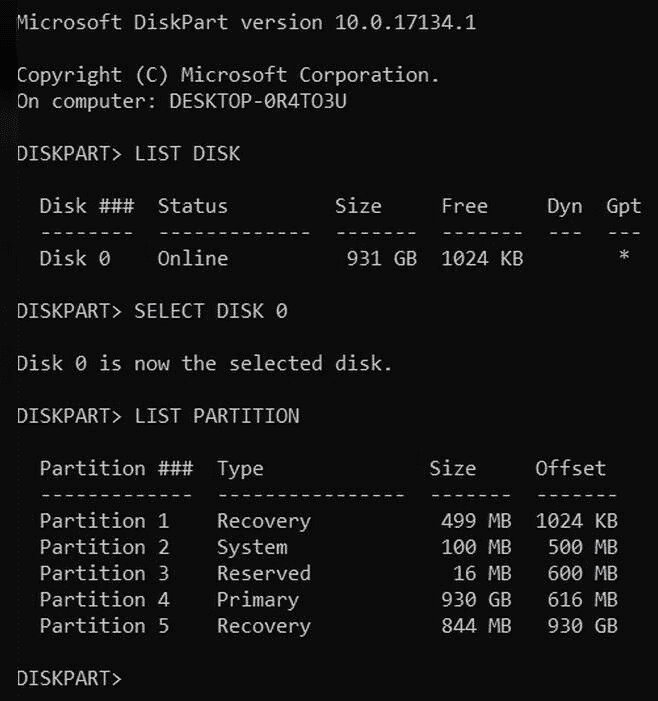 Microsoft DiskPart version 10.0.17134.1
Copyright (C) Microsoft Corporation.
On computer: DESKTOP-0R4TO3U
DISKPART> LIST DISK
Disk ### Status Size Free Dyn Gpt
-------- ------------- ------- ------- --- ---
Disk 0 Online 931 GB 1024 KB *
DISKPART> SELECT DISK 0
Disk 0 is now the selected disk.
DISKPART> LIST PARTITION
Partition ### Type Size Offset
------------- ---------------- ------- -------
Partition 1 Recovery 499 MB 1024 KB
Partition 2 System 100 MB 500 MB
Partition 3 Reserved 16 MB 600 MB
Partition 4 Primary 930 GB 616 MB
Partition 5 Recovery 844 MB 930 GB
DISKPART>